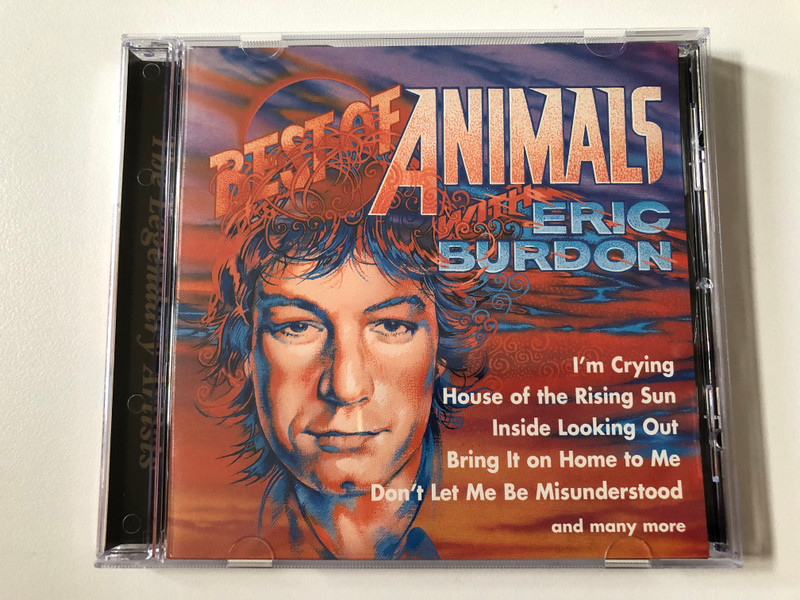 BEST OF ANIMALS
WITH ERIC
BURDON
I'm Crying
House of the Rising Sun
Inside Looking Out
Bring It on Home to Me
Don't Let Me Be Misunderstood
and many more
The Legendary Artists